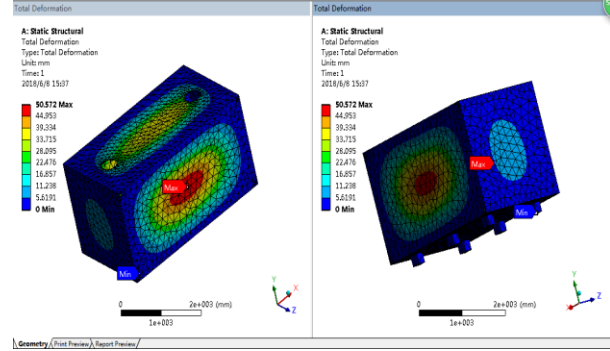 Total Deformation
A: Static Structural
Total Deformation
Type: Total Deformation
Unit: mm
Time: 1
2018/6/8 15:37
50.572 Max
44.953
39.334
33.715
28.095
22.476
16.857
11.238
5.6191
0 Min
Max
Min
Y
X
Z
0
2e+003 (mm)
1e+003
Total Deformation
A: Static Structural
Total Deformation
Type: Total Deformation
Unit: mm
Time: 1
2018/6/8 15:37
50.572 Max
44.953
39.334
33.715
28.095
22.476
16.857
11.238
5.6191
0 Min
Max
Min
Y
Z
X
0
2e+003 (mm)
1e+003
Geometry Print Preview Report Preview